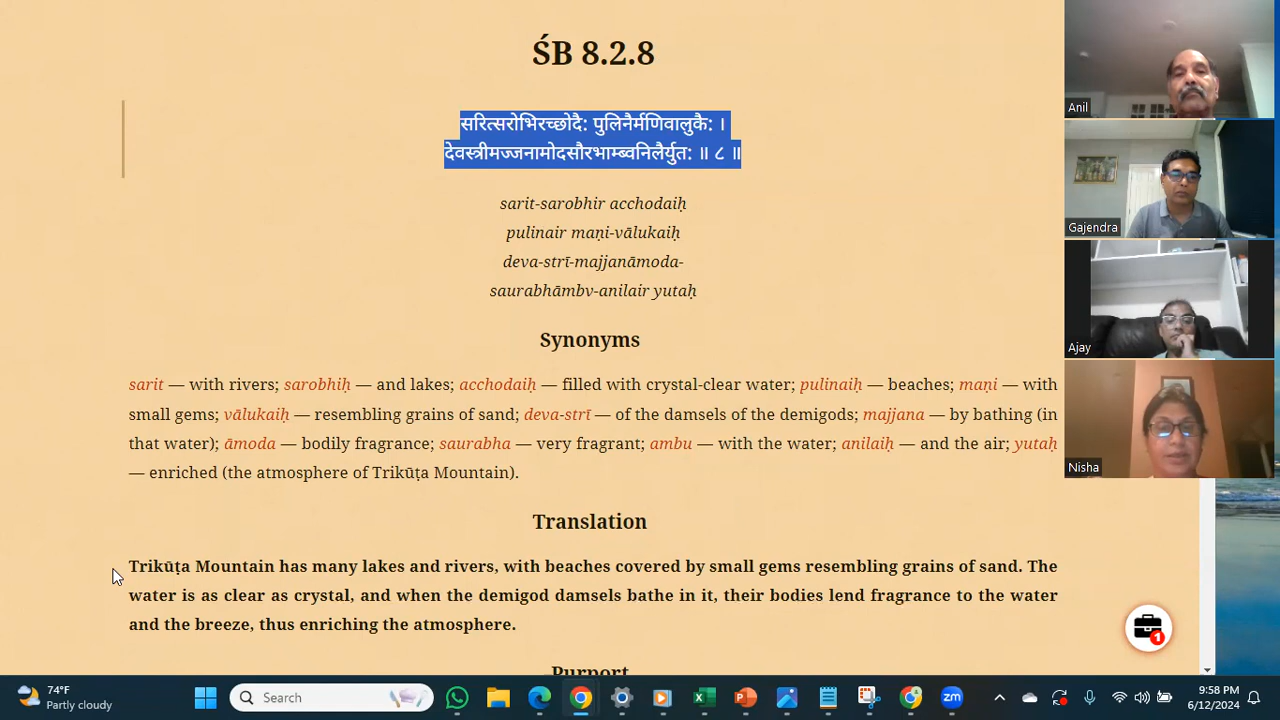 ŚB 8.2.8
सरित्सरोभिरच्छोदै: पुलिनैर्मणिवालुकै: ।
देवस्त्रीमज्जनामोदसौरभाम्ब्वनिलैर्युत: ॥ ८ ॥
sarit-sarobhir acchodaiḥ
pulinair maṇi-vālukaiḥ
deva-strī-majjanāmoda-
saurabhāmbv-anilair yutaḥ
Synonyms
sarit — with rivers; sarobhiḥ — and lakes; acchodaiḥ — filled with crystal-clear water; pulinaiḥ — beaches; maṇi — with
small gems; vālukaiḥ — resembling grains of sand; deva-strī — of the damsels of the demigods; majjana — by bathing (in
that water); āmoda — bodily fragrance; saurabha — very fragrant; ambu — with the water; anilaiḥ — and the air; yutaḥ
— enriched (the atmosphere of Trikūṭa Mountain).
Translation
Trikūṭa Mountain has many lakes and rivers, with beaches covered by small gems resembling grains of sand. The
water is as clear as crystal, and when the demigod damsels bathe in it, their bodies lend fragrance to the water
and the breeze, thus enriching the atmosphere.
Purport
Anil
Gajendra
Ajay
Nisha
1
74°F
Partly cloudy
Search
zm
9:58 PM
6/12/2024